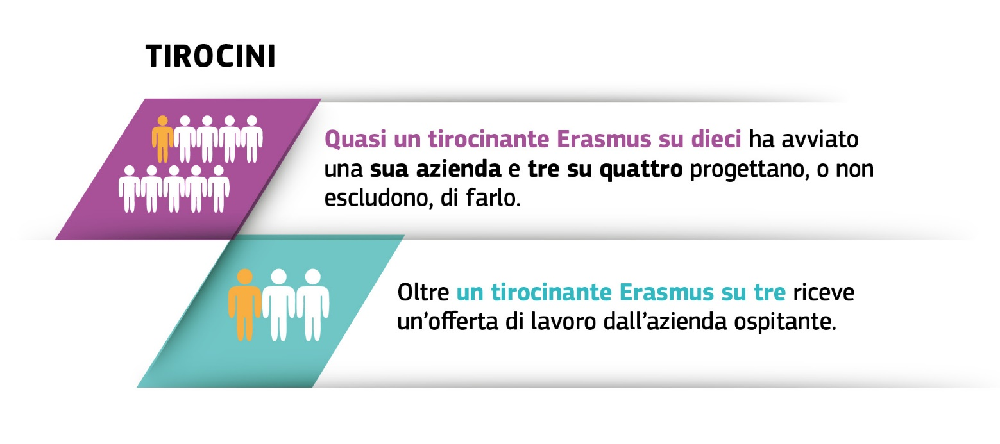 TIROCINI
Quasi un tirocinante Erasmus su dieci ha avviato
una sua azienda e tre su quattro progettano, o non
escludono, di farlo.
Oltre un tirocinante Erasmus su tre riceve
un’offerta di lavoro dall’azienda ospitante.